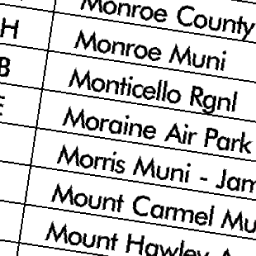 Monroe County
H Monroe Muni
B Monticello Rgnl
Moraine Air Park
Morris Muni - Jam
Mount Carmel Mu
Mount Hawley